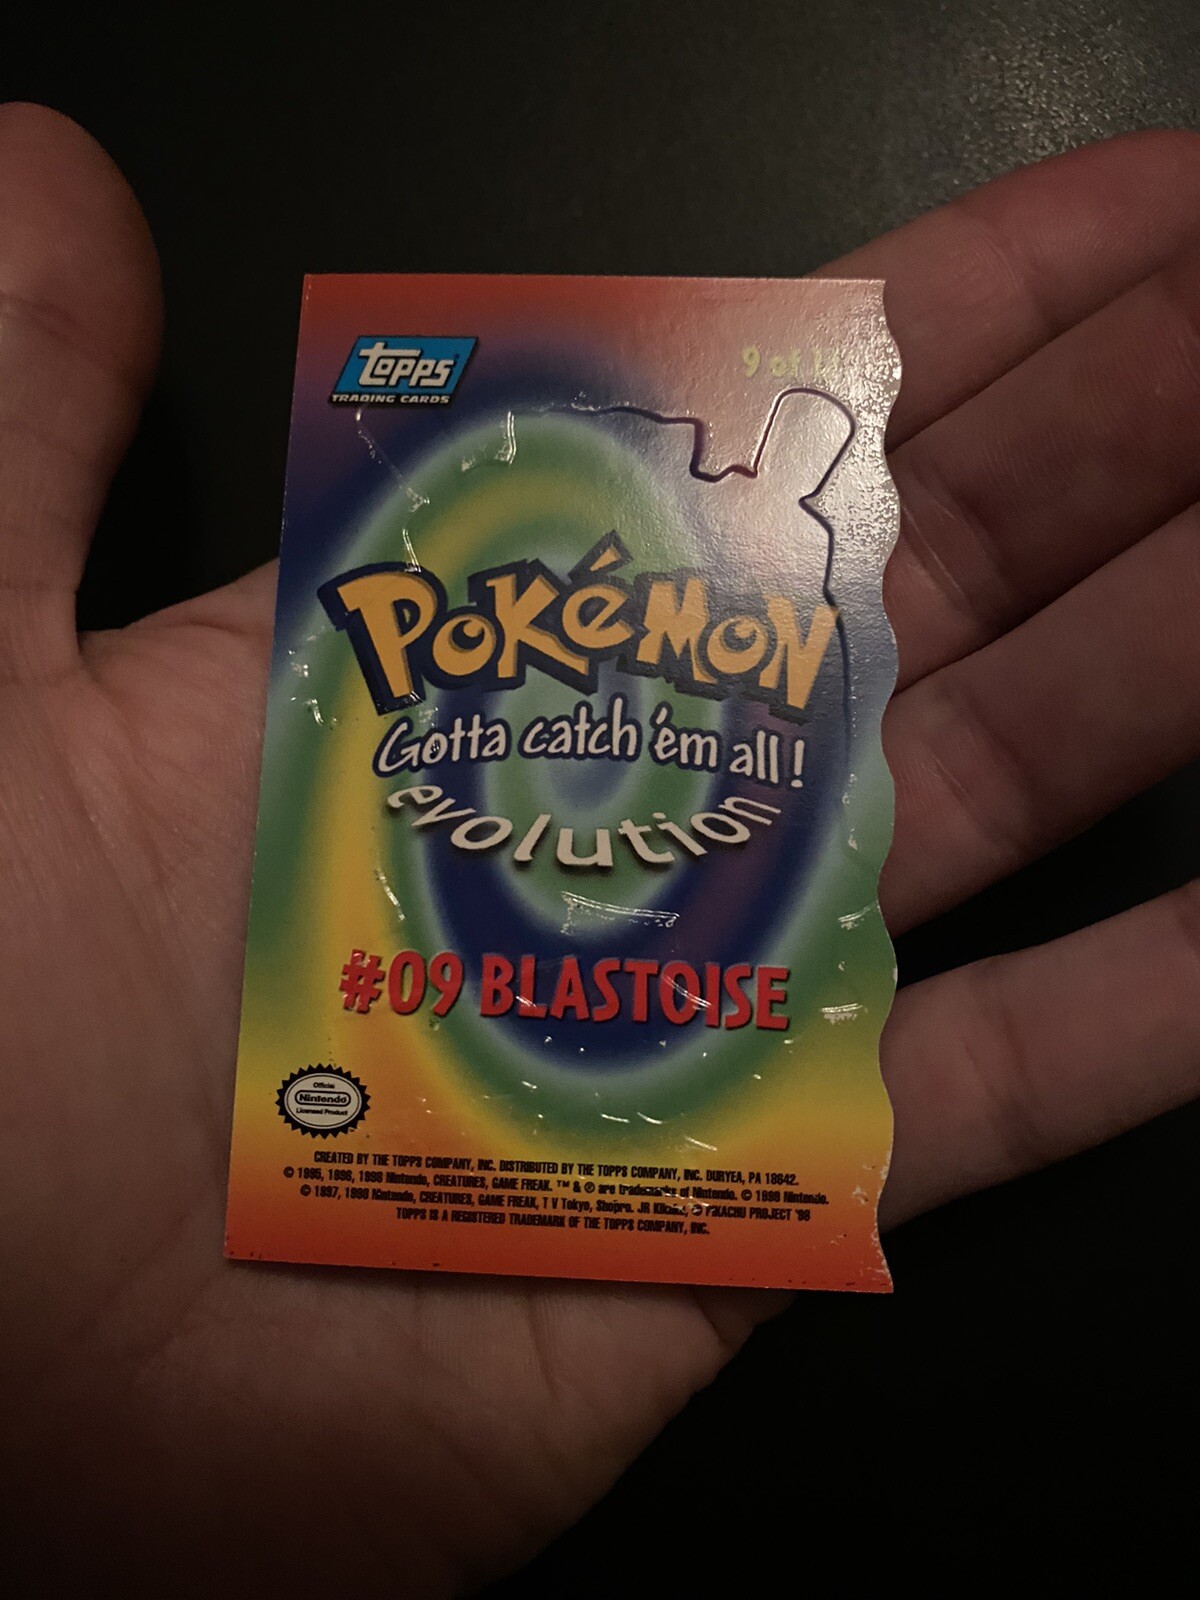 Topps
TRADING CARDS
9 of 11
POKéMON
Gotta catch 'em all!
evolution
#09 BLASTOISE
Official
Nintendo
Licensed Product
CREATED BY THE TOPPS COMPANY, INC. DISTRIBUTED BY THE TOPPS COMPANY, INC. DURYEA, PA 18642.
© 1995, 1996, 1998 Nintendo, CREATURES, GAME FREAK. ™ & ® are trademarks of Nintendo. © 1998 Nintendo.
© 1997, 1998 Nintendo, CREATURES, GAME FREAK, T V Tokyo, Shopro. JR Kikaku, © PIKACHU PROJECT '98
TOPPS IS A REGISTERED TRADEMARK OF THE TOPPS COMPANY, INC.